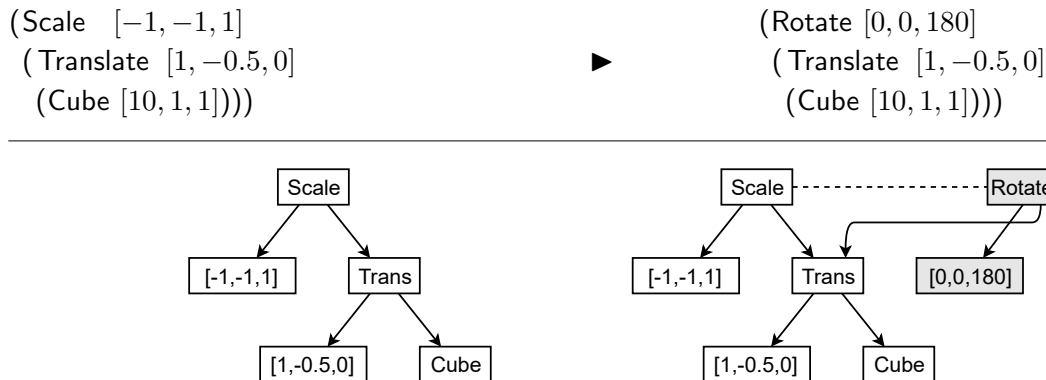 (Scale [−1, −1, 1] ▶ (Rotate [0, 0, 180]
(Translate [1, −0.5, 0] (Translate [1, −0.5, 0]
(Cube [10, 1, 1]))) (Cube [10, 1, 1])))
Scale Scale Rotate
[-1,-1,1] Trans [-1,-1,1] Trans [0,0,180]
[1,-0.5,0] Cube [1,-0.5,0] Cube